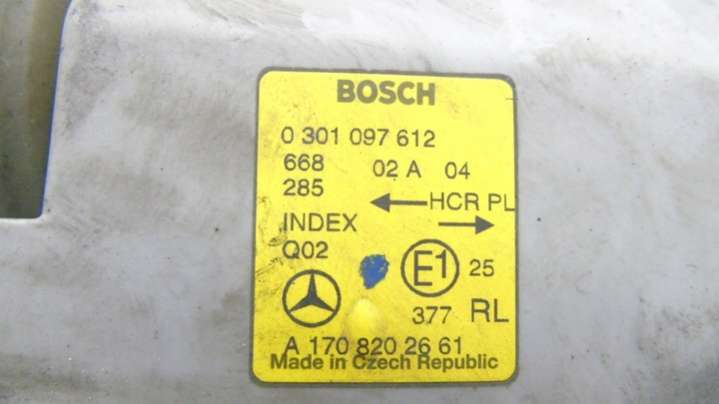 BOSCH
0 301 097 612
668 02 A 04
285 HCR PL
INDEX
Q02 E1 25
377 RL
A 170 820 26 61
Made in Czech Republic